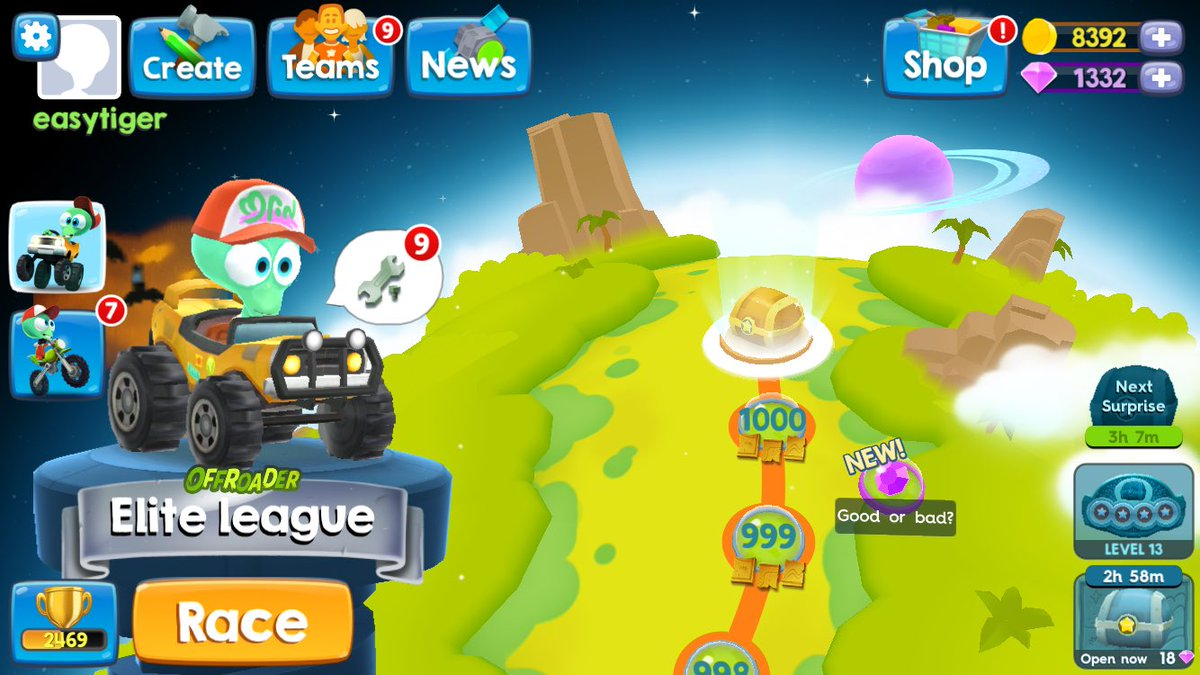 Create
Teams
9
News
Shop
!
8392
1332
easytiger
9
7
1000
NEW!
Good or bad?
999
998
Next
Surprise
3h 7m
LEVEL 13
2h 58m
Open now 18
OFFROADER
Elite league
2469
Race